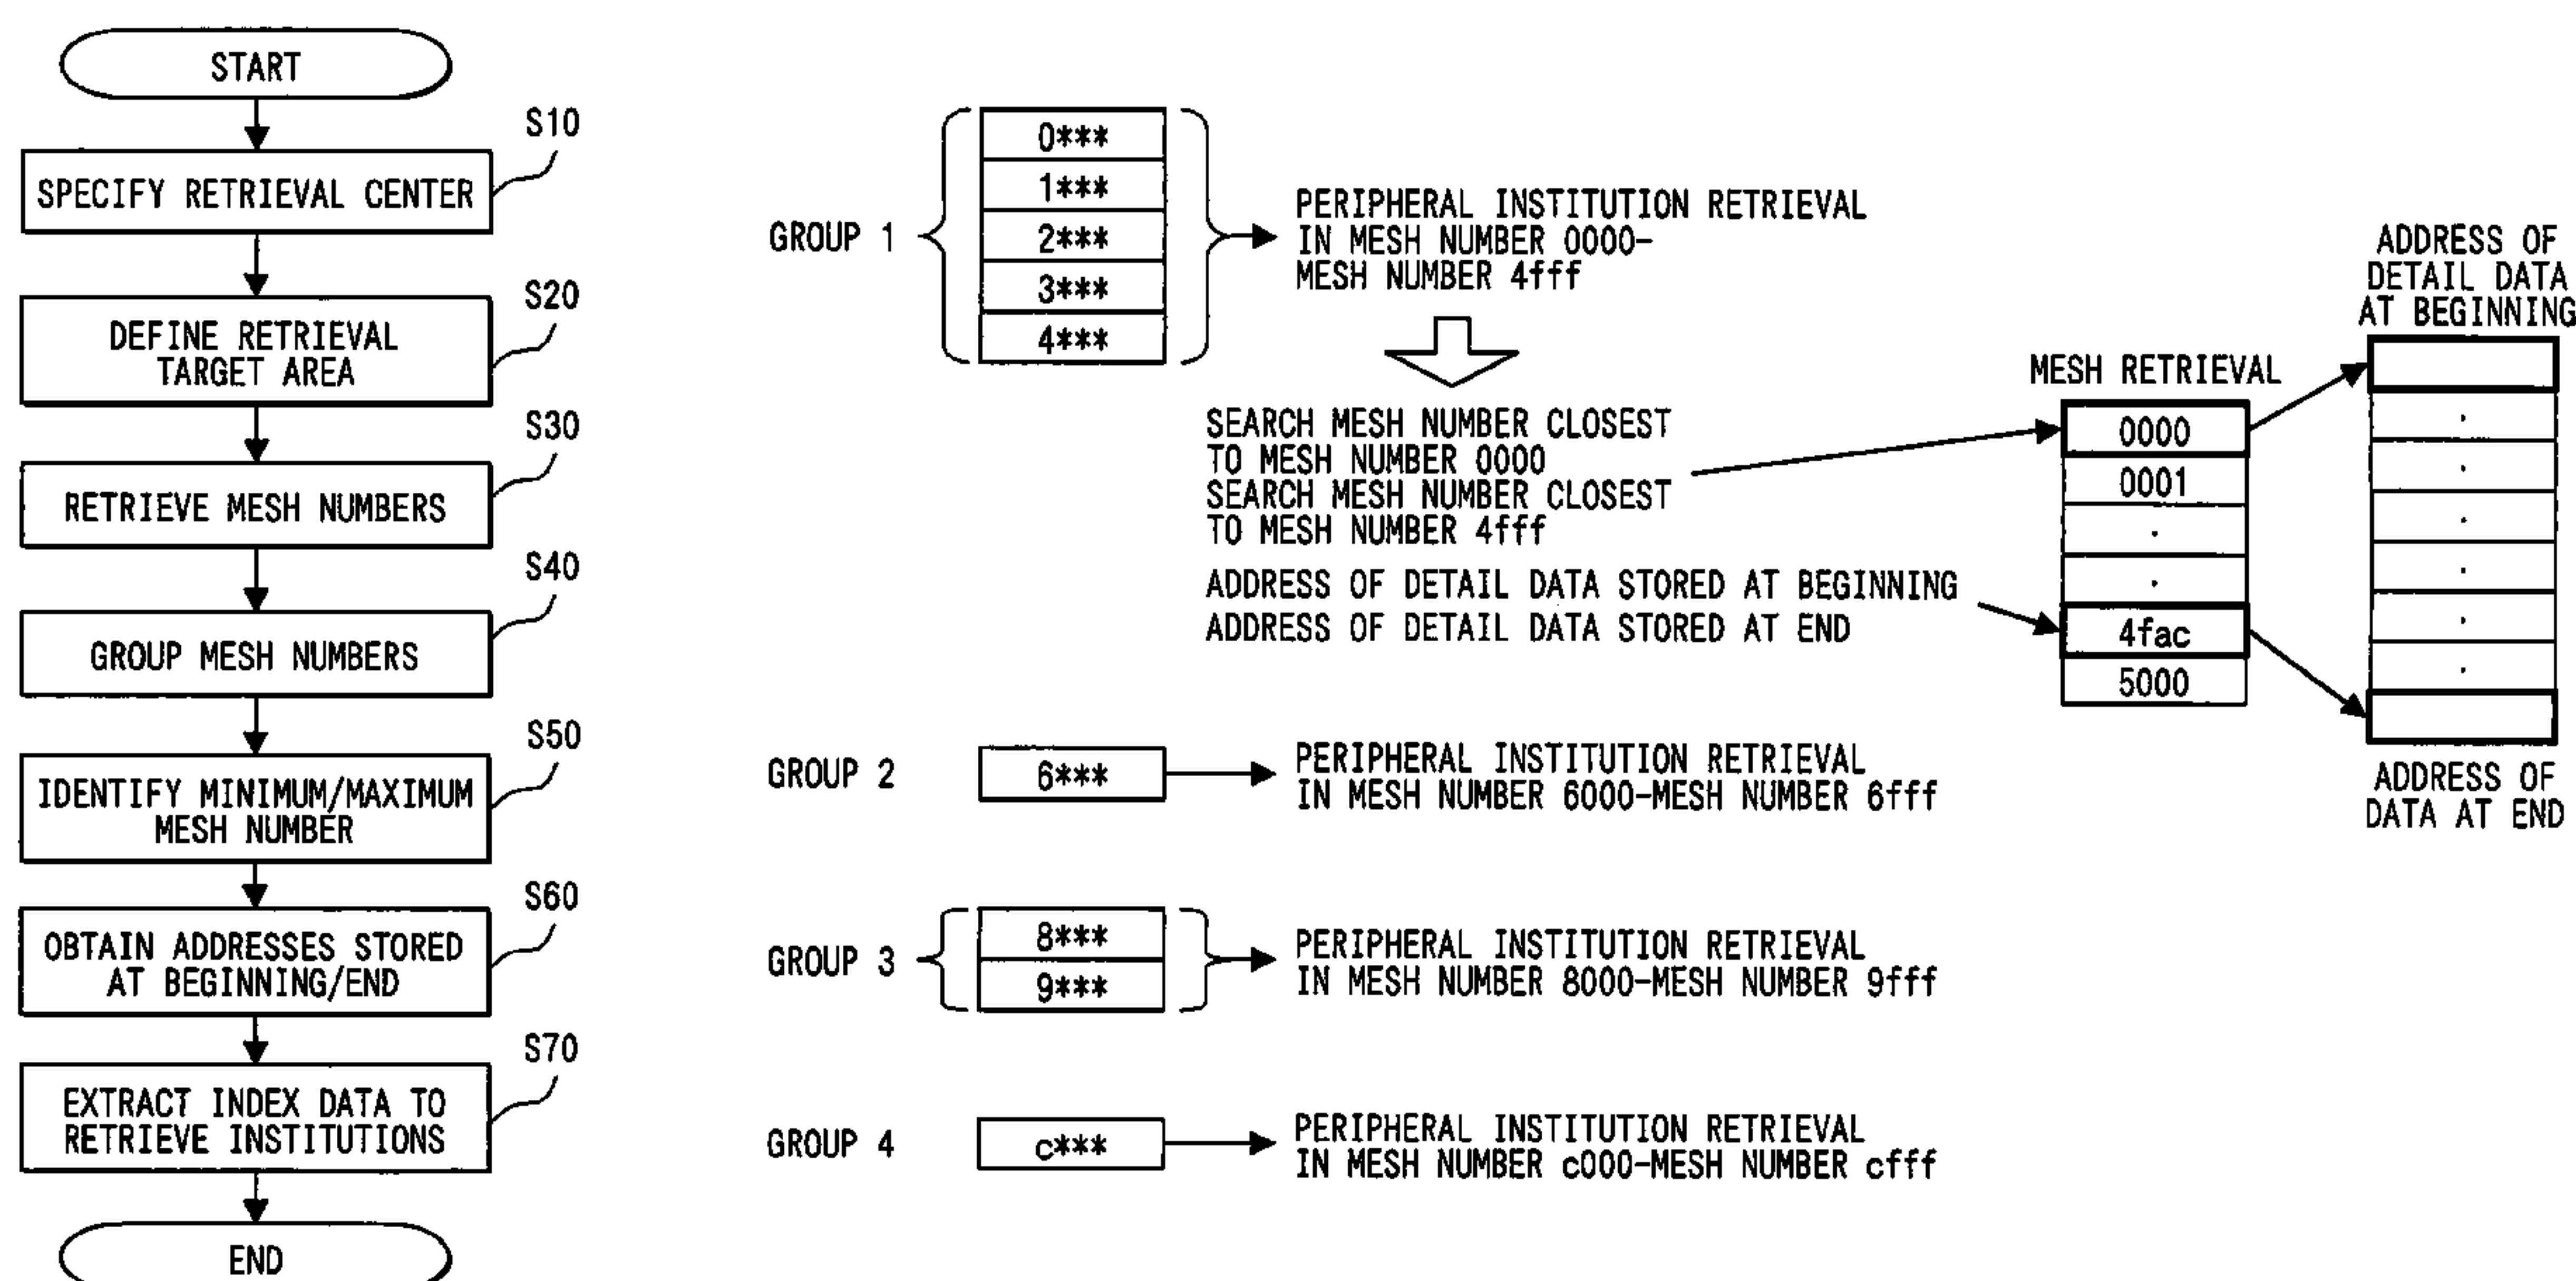 START
S10
SPECIFY RETRIEVAL CENTER
S20
DEFINE RETRIEVAL
TARGET AREA
S30
RETRIEVE MESH NUMBERS
S40
GROUP MESH NUMBERS
S50
IDENTIFY MINIMUM/MAXIMUM
MESH NUMBER
S60
OBTAIN ADDRESSES STORED
AT BEGINNING/END
S70
EXTRACT INDEX DATA TO
RETRIEVE INSTITUTIONS
END
GROUP 1
0***
1***
2***
3***
4***
PERIPHERAL INSTITUTION RETRIEVAL
IN MESH NUMBER 0000-
MESH NUMBER 4fff
SEARCH MESH NUMBER CLOSEST
TO MESH NUMBER 0000
SEARCH MESH NUMBER CLOSEST
TO MESH NUMBER 4fff
ADDRESS OF DETAIL DATA STORED AT BEGINNING
ADDRESS OF DETAIL DATA STORED AT END
MESH RETRIEVAL
0000
0001
.
.
4fac
5000
ADDRESS OF
DETAIL DATA
AT BEGINNING
.
.
.
.
.
.
ADDRESS OF
DATA AT END
GROUP 2
6***
PERIPHERAL INSTITUTION RETRIEVAL
IN MESH NUMBER 6000-MESH NUMBER 6fff
GROUP 3
8***
9***
PERIPHERAL INSTITUTION RETRIEVAL
IN MESH NUMBER 8000-MESH NUMBER 9fff
GROUP 4
c***
PERIPHERAL INSTITUTION RETRIEVAL
IN MESH NUMBER c000-MESH NUMBER cfff